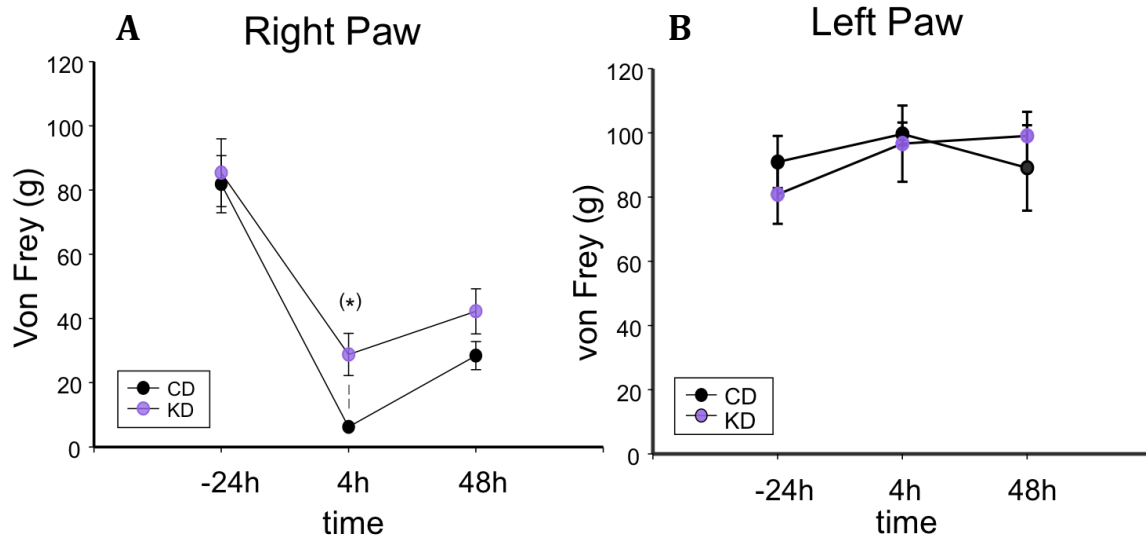 A
Right Paw
Von Frey (g)
120
100
80
60
40
20
0
(*)
CD
KD
-24h
4h
48h
time
B
Left Paw
von Frey (g)
120
100
80
60
40
20
0
CD
KD
-24h
4h
48h
time